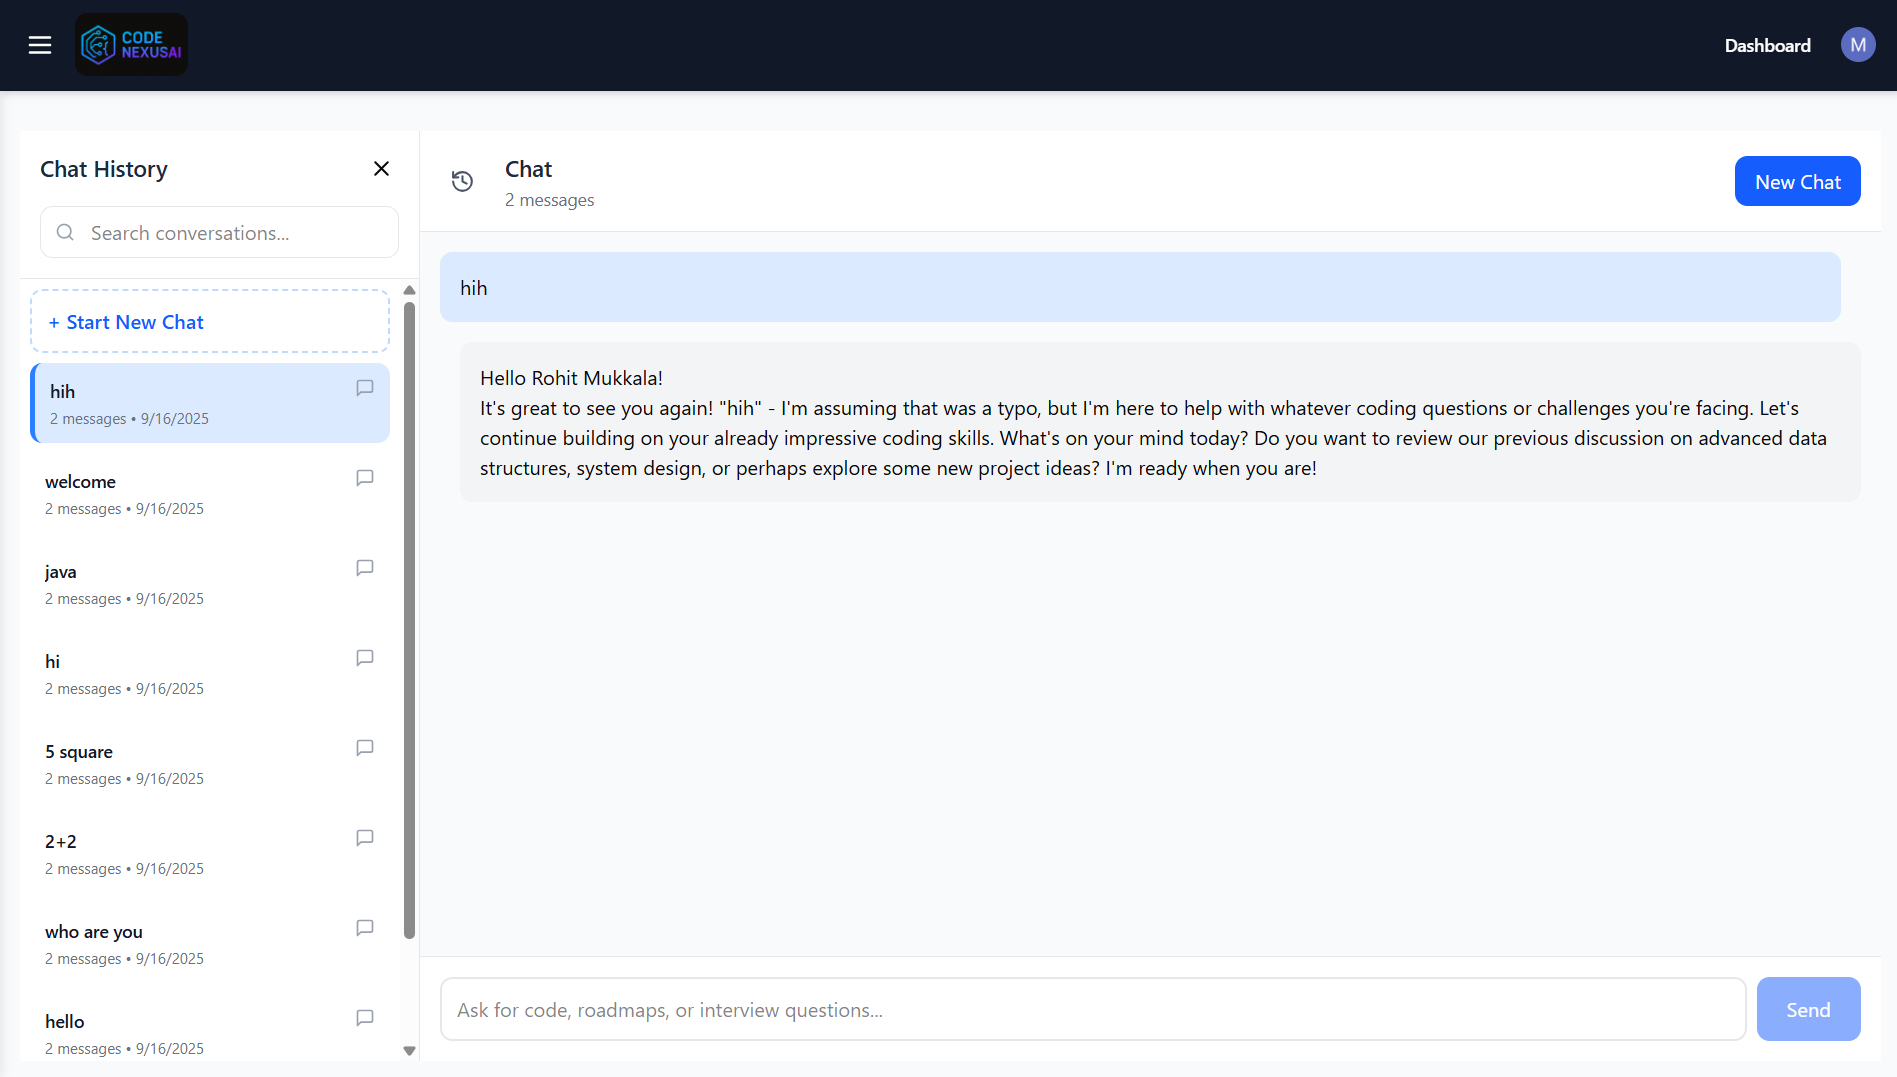 CODE
NEXUSAI
Dashboard
M
Chat History
Search conversations...
+ Start New Chat
hih
2 messages • 9/16/2025
welcome
2 messages • 9/16/2025
java
2 messages • 9/16/2025
hi
2 messages • 9/16/2025
5 square
2 messages • 9/16/2025
2+2
2 messages • 9/16/2025
who are you
2 messages • 9/16/2025
hello
2 messages • 9/16/2025
Chat
2 messages
New Chat
hih
Hello Rohit Mukkala!
It's great to see you again! "hih" - I'm assuming that was a typo, but I'm here to help with whatever coding questions or challenges you're facing. Let's
continue building on your already impressive coding skills. What's on your mind today? Do you want to review our previous discussion on advanced data
structures, system design, or perhaps explore some new project ideas? I'm ready when you are!
Ask for code, roadmaps, or interview questions...
Send